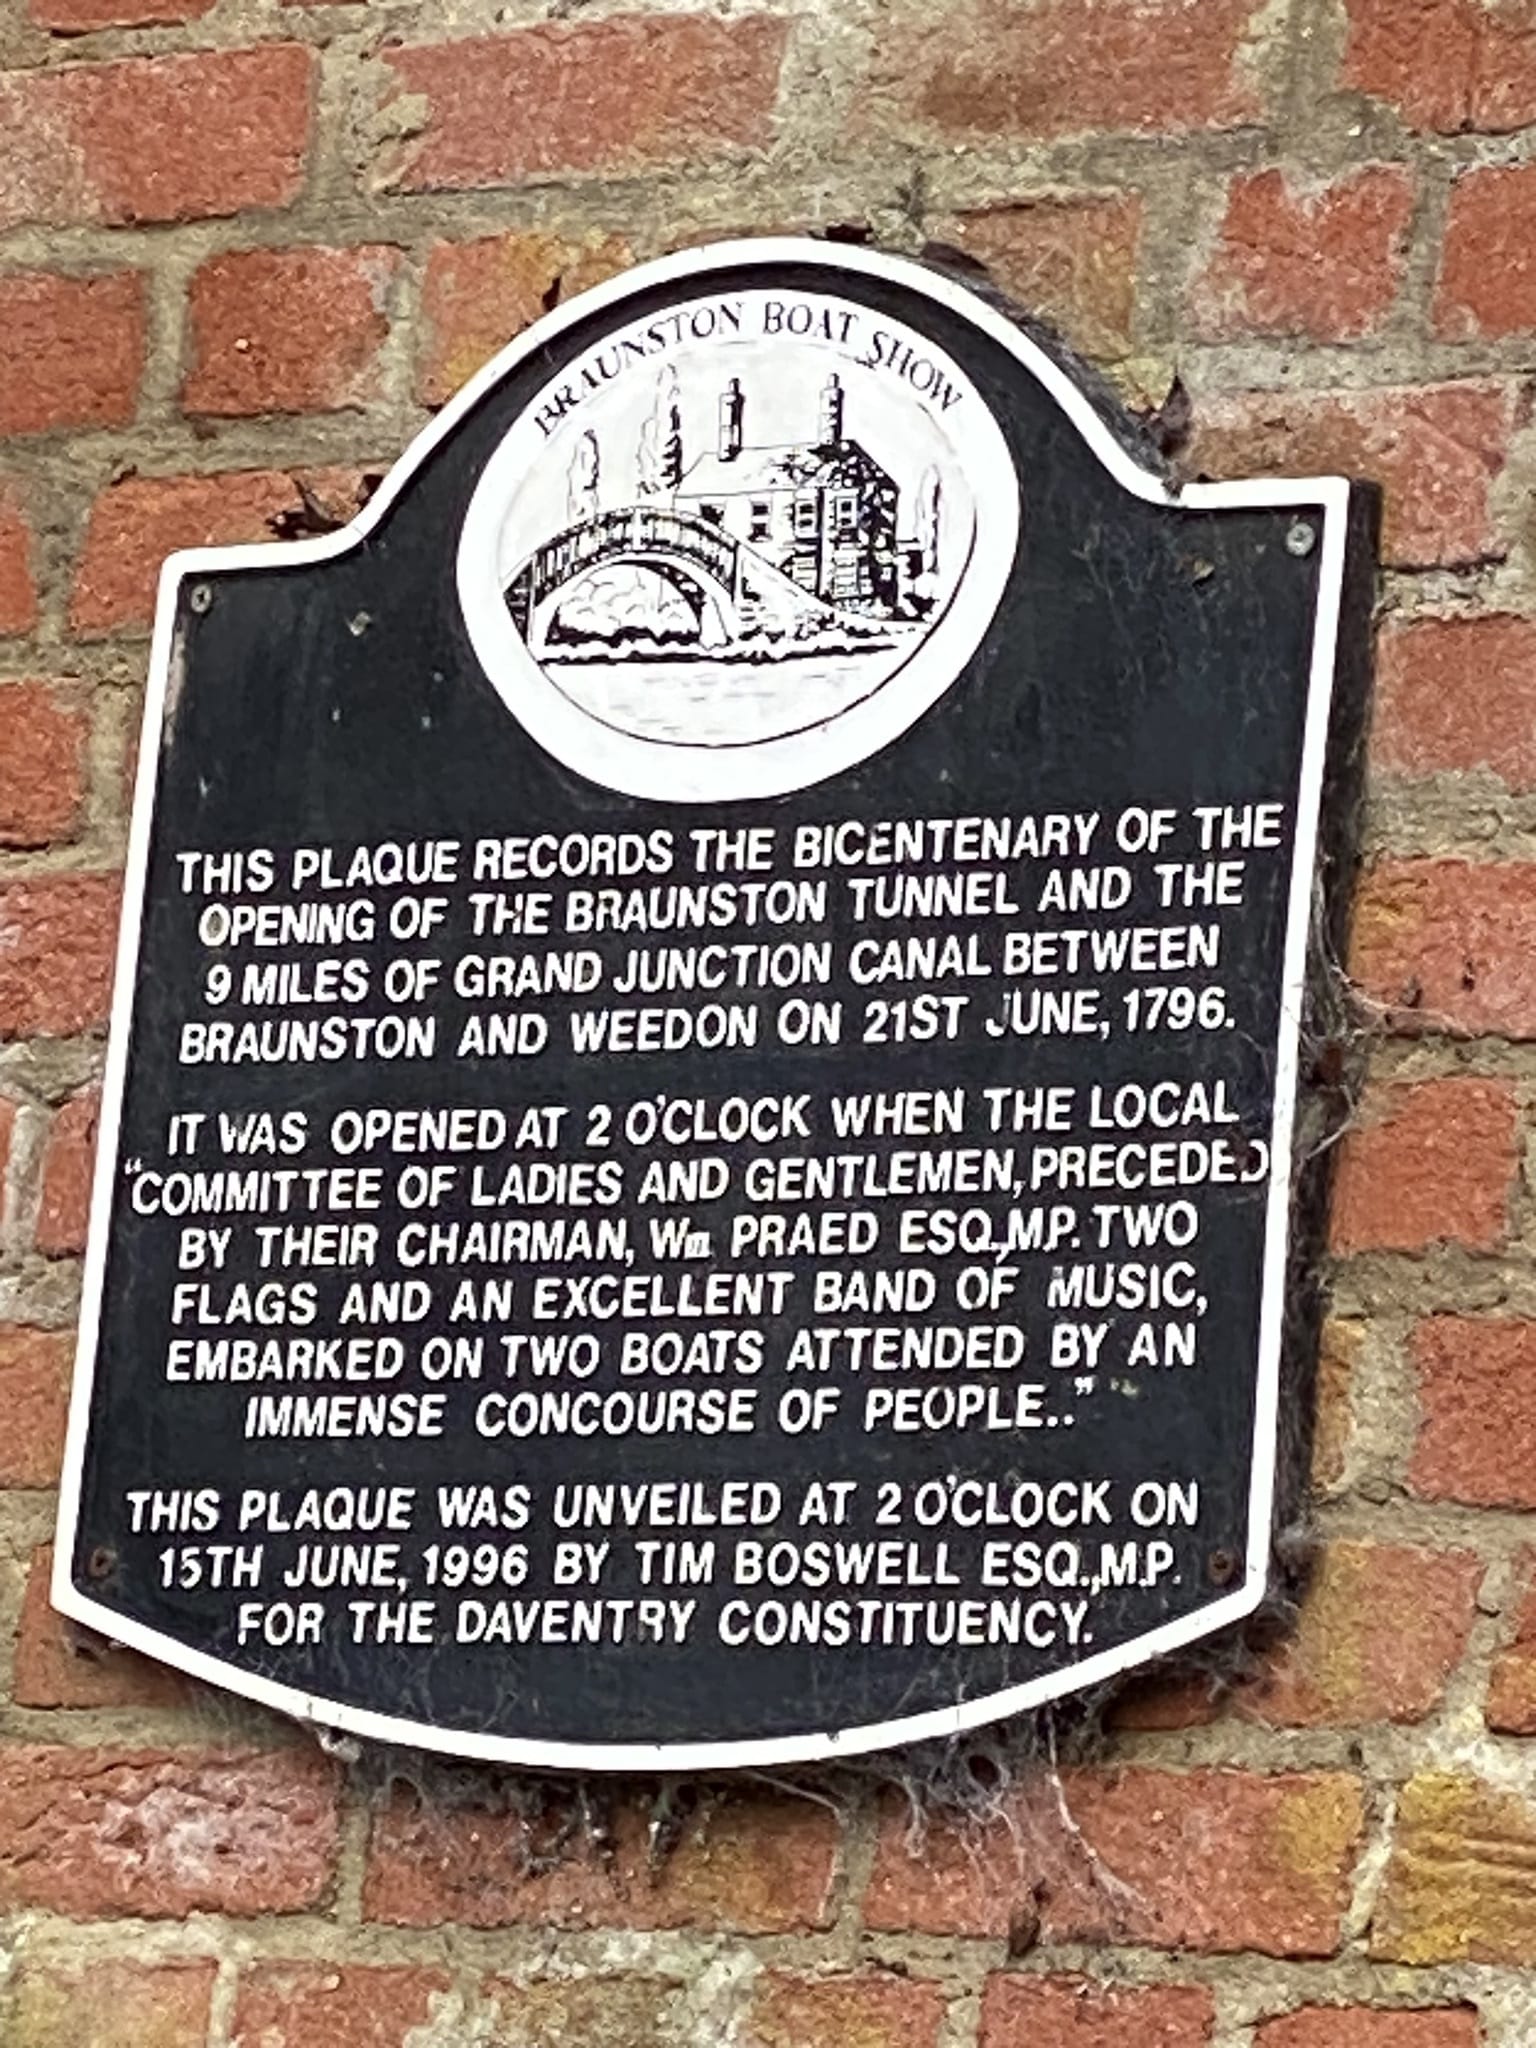 BRAUNSTON BOAT SHOW
THIS PLAQUE RECORDS THE BICENTENARY OF THE
OPENING OF THE BRAUNSTON TUNNEL AND THE
9 MILES OF GRAND JUNCTION CANAL BETWEEN
BRAUNSTON AND WEEDON ON 21ST JUNE, 1796.
IT WAS OPENED AT 2 O'CLOCK WHEN THE LOCAL
"COMMITTEE OF LADIES AND GENTLEMEN, PRECEDED
BY THEIR CHAIRMAN, Wm PRAED ESQ., M.P. TWO
FLAGS AND AN EXCELLENT BAND OF MUSIC,
EMBARKED ON TWO BOATS ATTENDED BY AN
IMMENSE CONCOURSE OF PEOPLE.."
THIS PLAQUE WAS UNVEILED AT 2 O'CLOCK ON
15TH JUNE, 1996 BY TIM BOSWELL ESQ., M.P.
FOR THE DAVENTRY CONSTITUENCY.